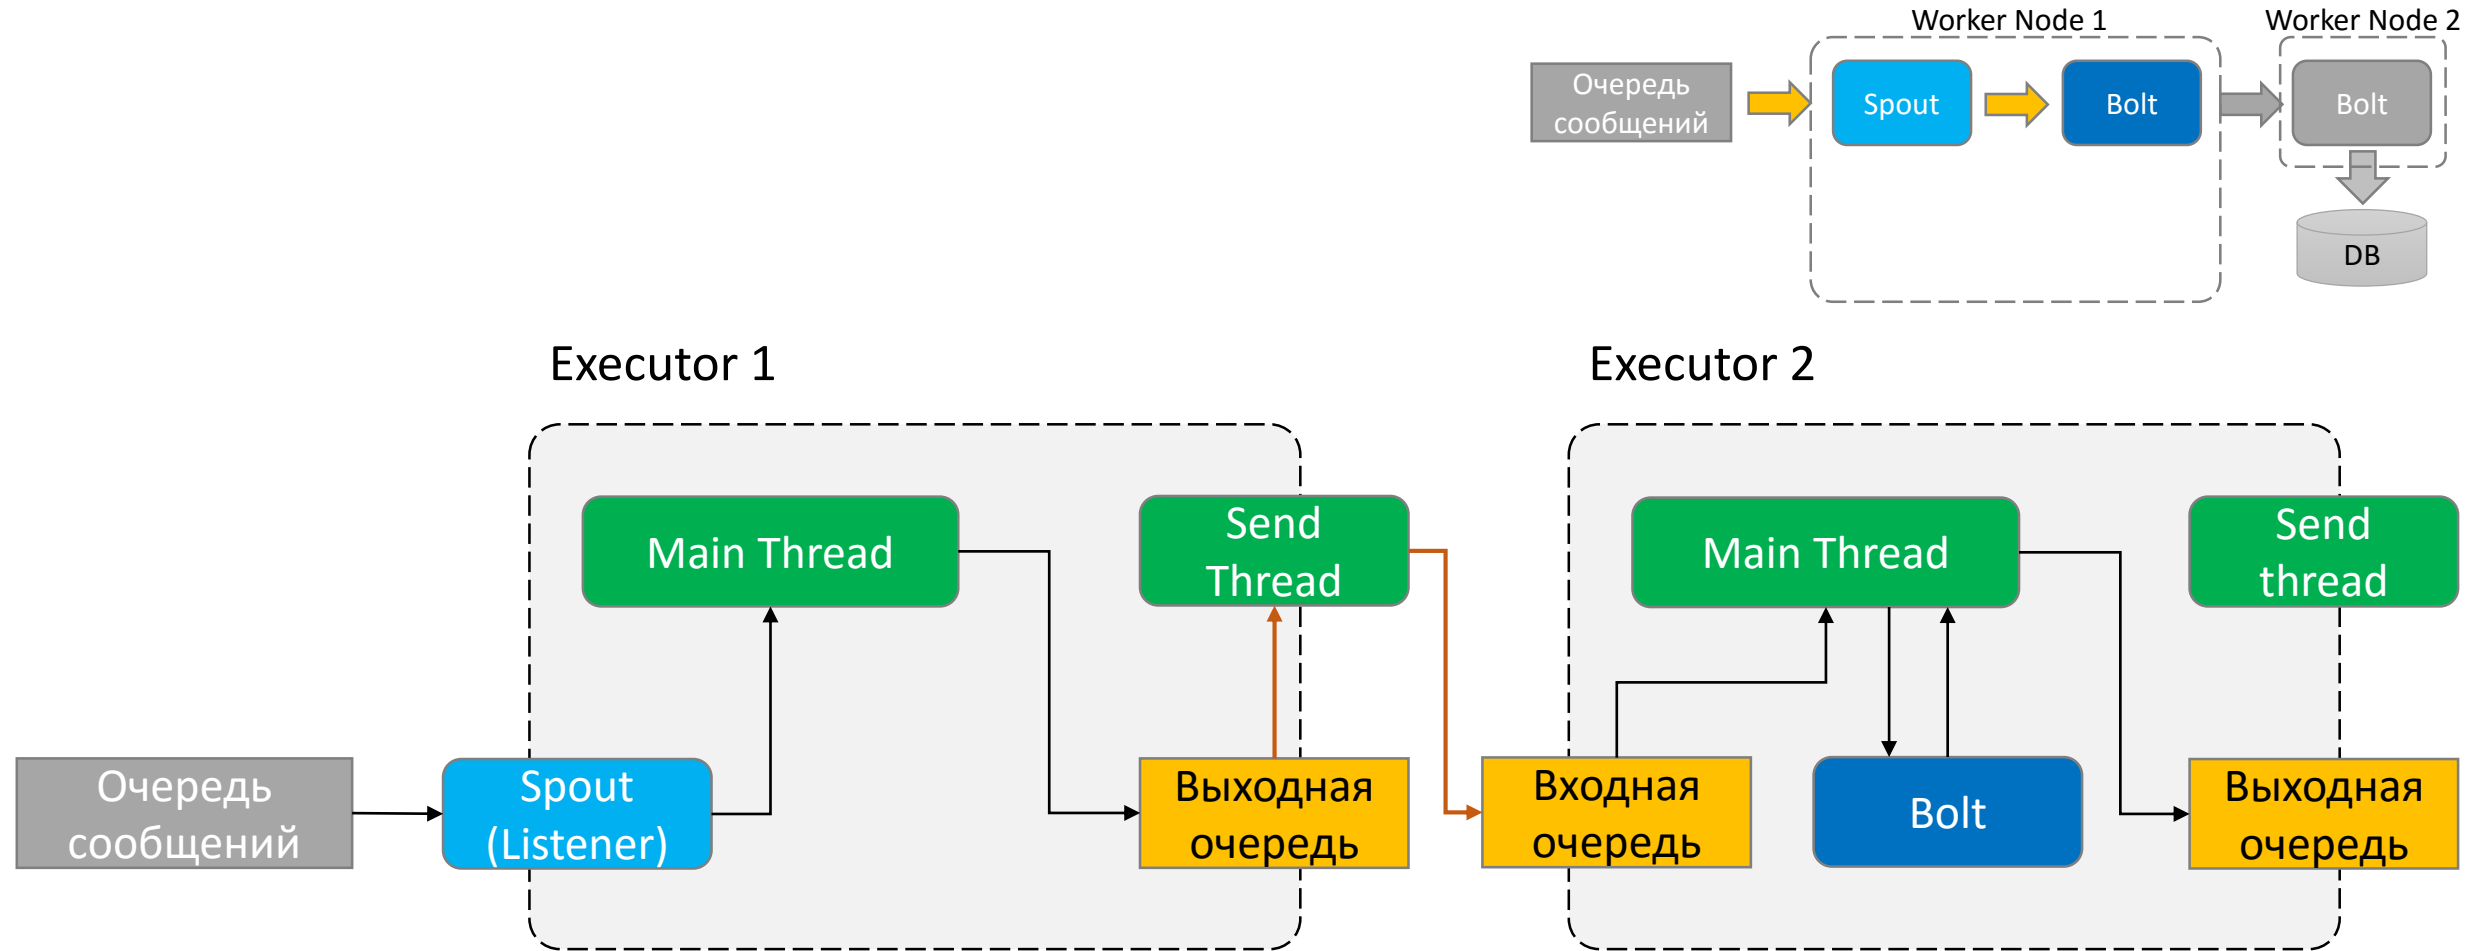 Worker Node 1
Worker Node 2
Очередь
сообщений
Spout
Bolt
Bolt
DB
Executor 1
Executor 2
Main Thread
Send
Thread
Main Thread
Send
thread
Очередь
сообщений
Spout
(Listener)
Выходная
очередь
Входная
очередь
Bolt
Выходная
очередь